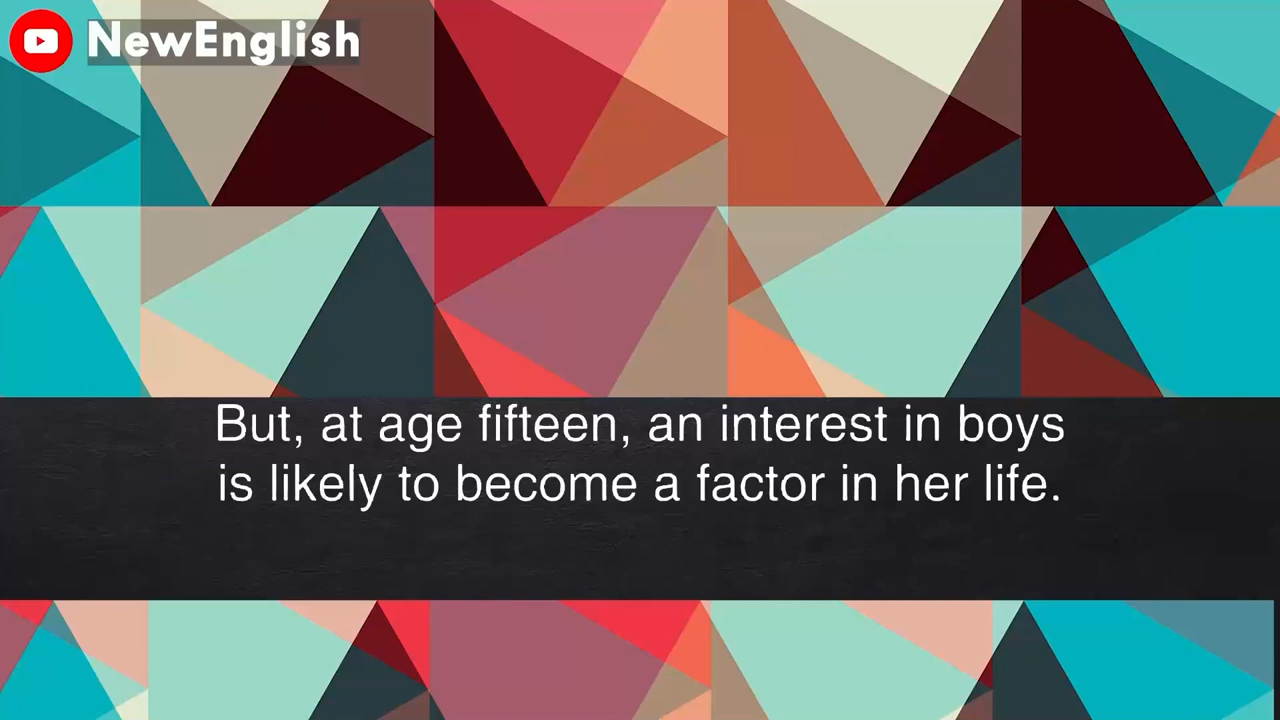 NewEnglish
But, at age fifteen, an interest in boys
is likely to become a factor in her life.